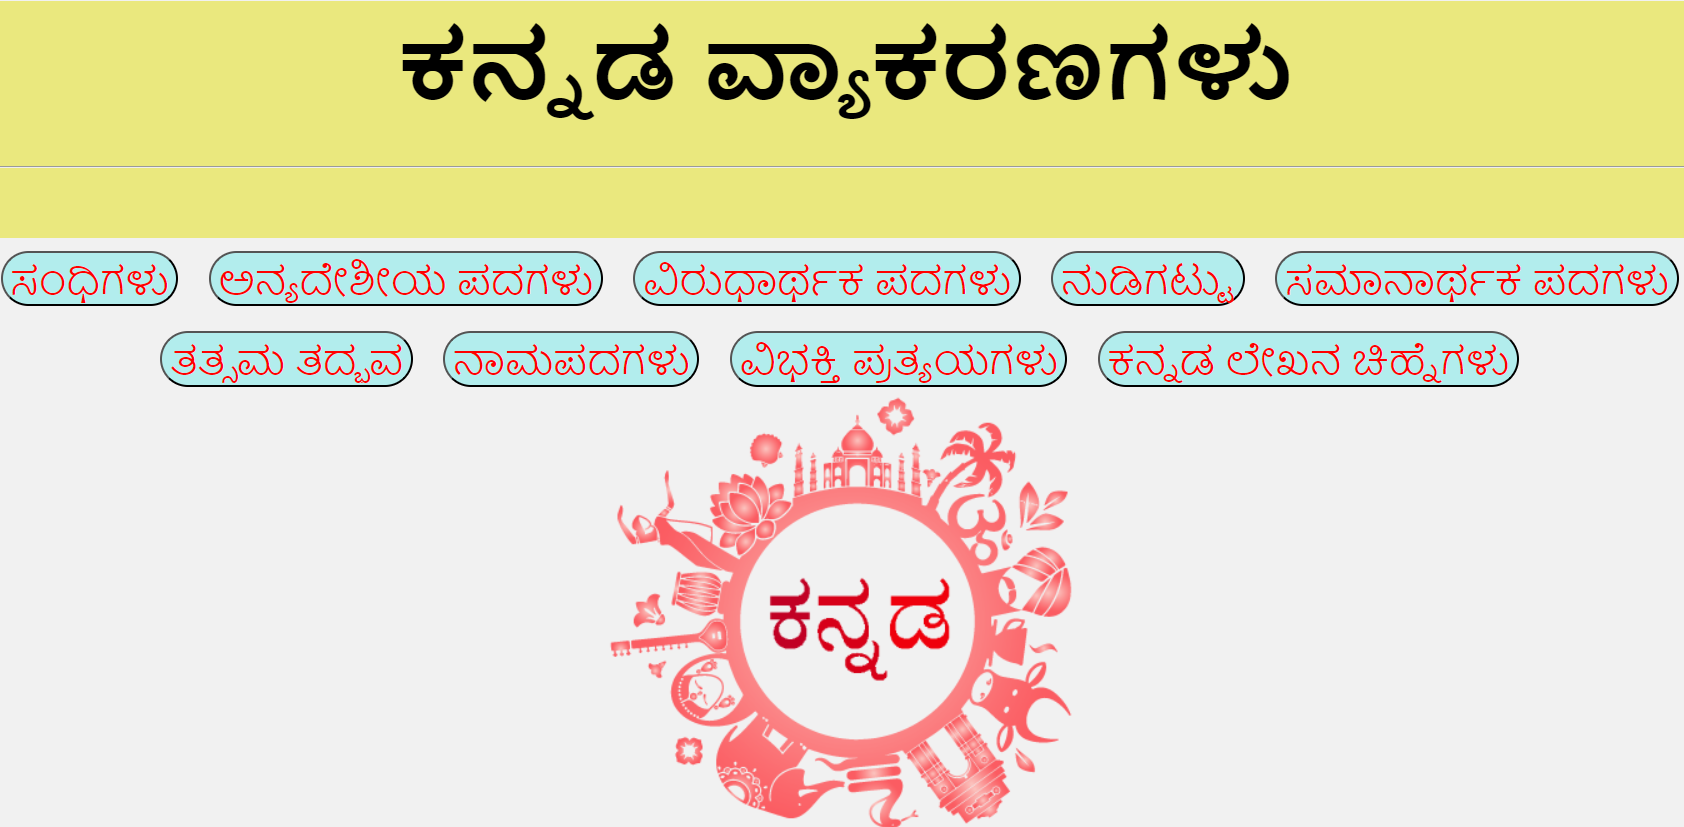 ಕನ್ನಡ ವ್ಯಾಕರಣಗಳು
ಸಂಧಿಗಳು ಅನ್ಯದೇಶೀಯ ಪದಗಳು ವಿರುಧಾರ್ಥಕ ಪದಗಳು ನುಡಿಗಟ್ಟು ಸಮಾನಾರ್ಥಕ ಪದಗಳು
ತತ್ಸಮ ತದ್ಬವ ನಾಮಪದಗಳು ವಿಭಕ್ತಿ ಪ್ರತ್ಯಯಗಳು ಕನ್ನಡ ಲೇಖನ ಚಿಹ್ನೆಗಳು
ಕನ್ನಡ